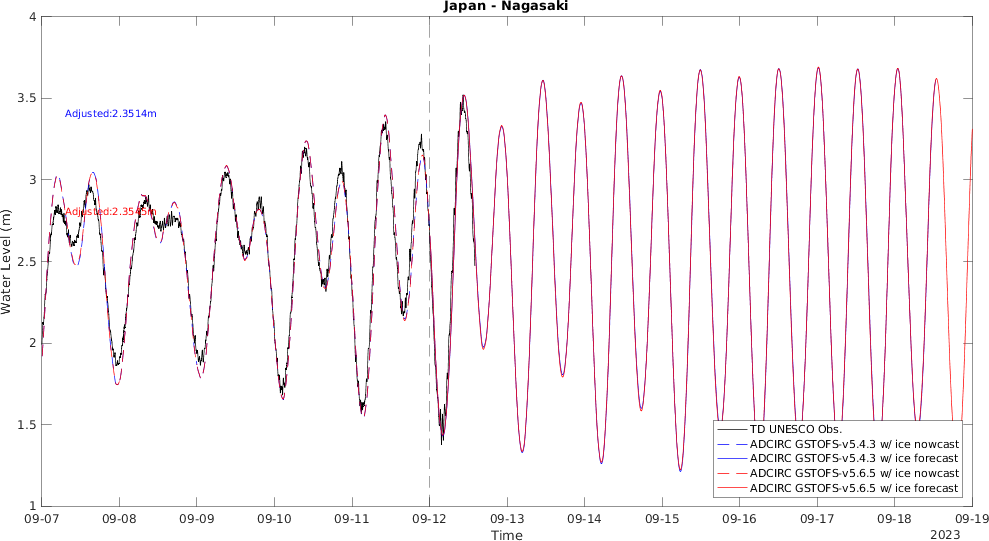 Japan - Nagasaki
4
3.5
3
2.5
2
1.5
1
Water Level (m)
Adjusted:2.3514m
Adjusted:2.3545m
TD UNESCO Obs.
ADCIRC GSTOFS-v5.4.3 w/ ice nowcast
ADCIRC GSTOFS-v5.4.3 w/ ice forecast
ADCIRC GSTOFS-v5.6.5 w/ ice nowcast
ADCIRC GSTOFS-v5.6.5 w/ ice forecast
09-07 09-08 09-09 09-10 09-11 09-12 09-13 09-14 09-15 09-16 09-17 09-18 09-19
Time
2023